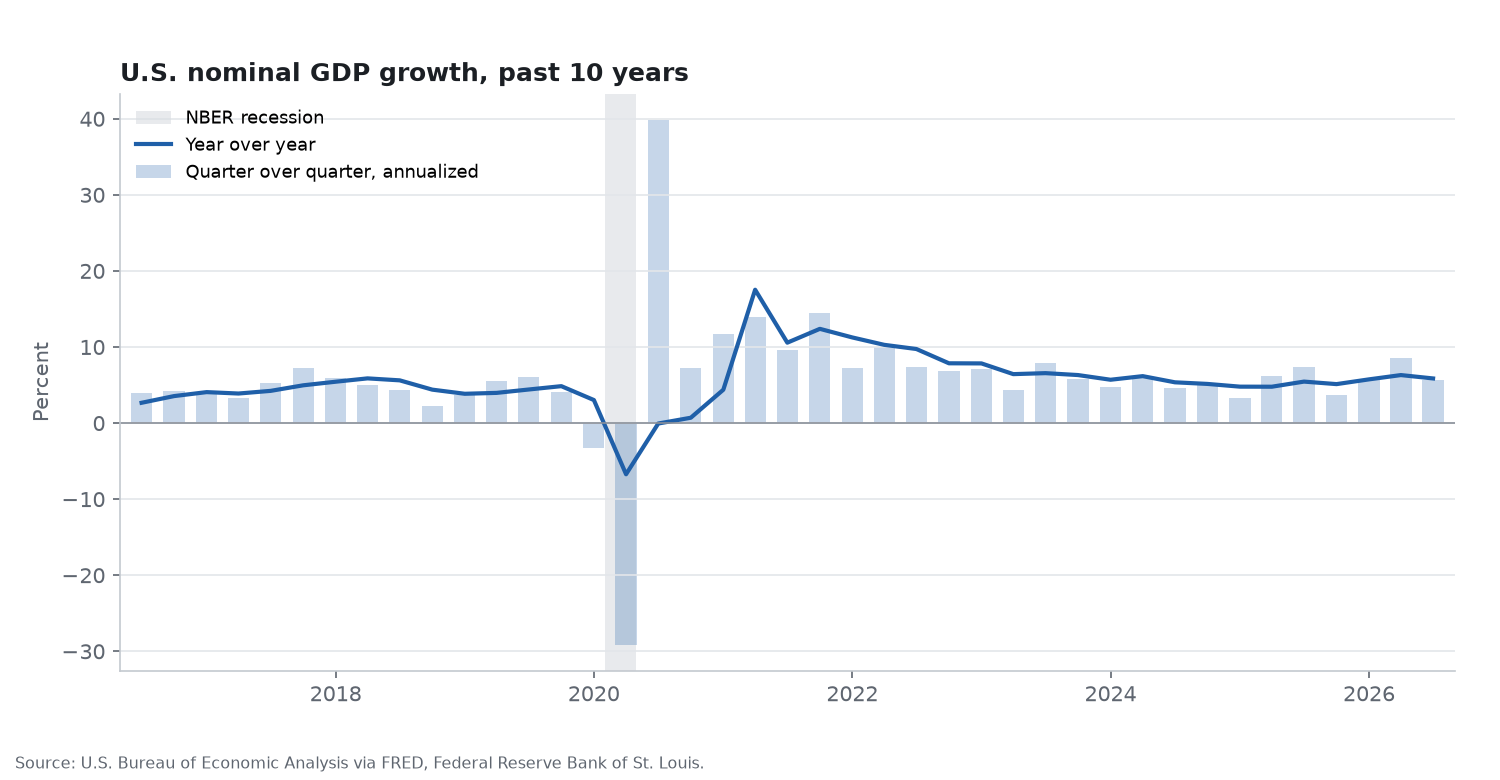 U.S. nominal GDP growth, past 10 years
NBER recession
Year over year
Quarter over quarter, annualized
Percent
40
30
20
10
0
−10
−20
−30
2018
2020
2022
2024
2026
Source: U.S. Bureau of Economic Analysis via FRED, Federal Reserve Bank of St. Louis.